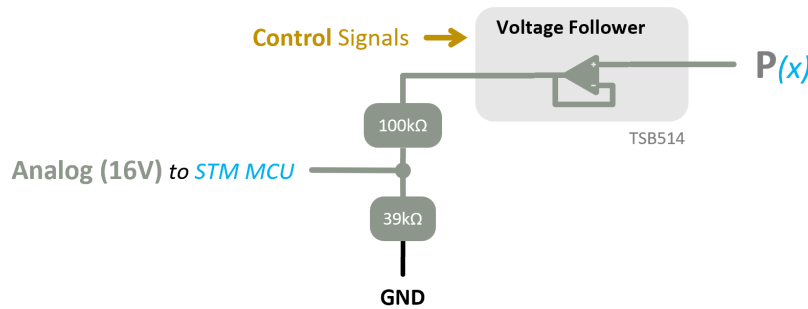 Voltage Follower
Control Signals
P(x)
100kΩ
TSB514
Analog (16V) to STM MCU
39kΩ
GND